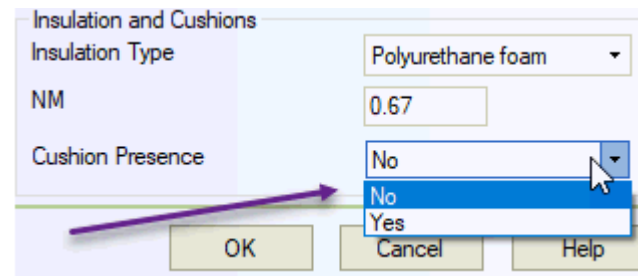 Insulation and Cushions
Insulation Type Polyurethane foam
NM 0.67
Cushion Presence No
No
Yes
OK Cancel Help